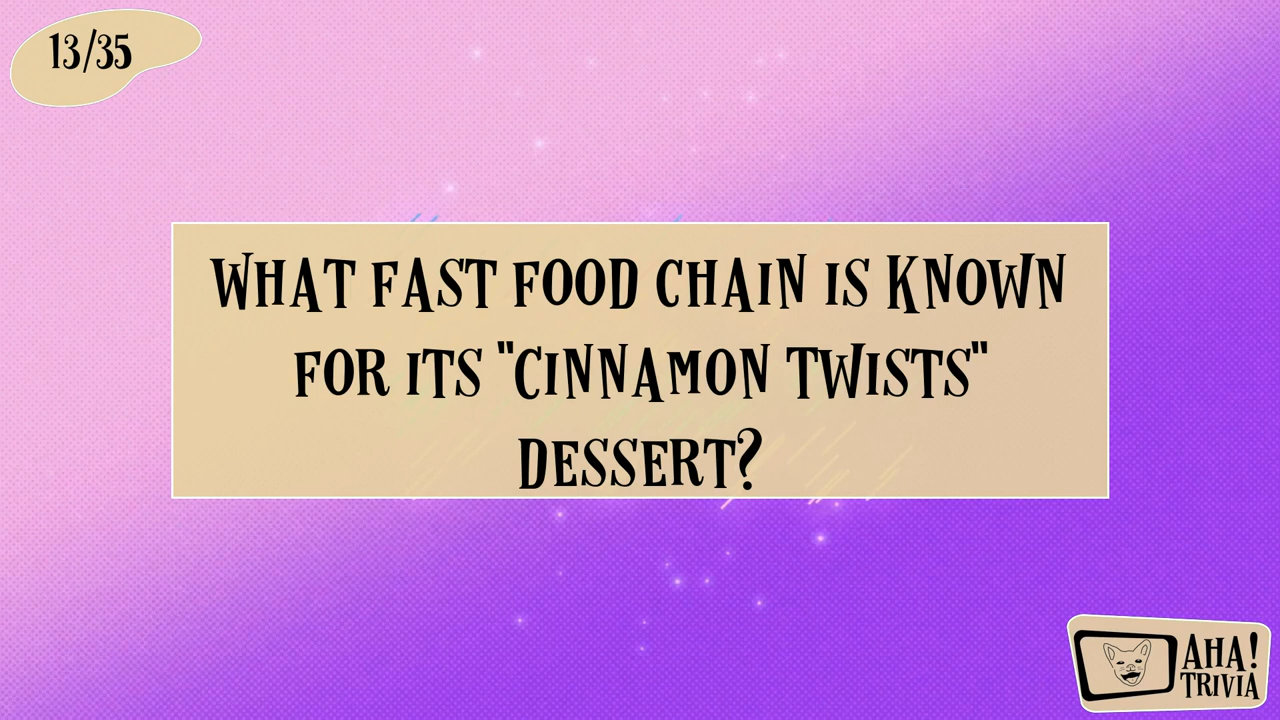 13/35
WHAT FAST FOOD CHAIN IS KNOWN
FOR ITS "CINNAMON TWISTS"
DESSERT?
AHA!
TRIVIA